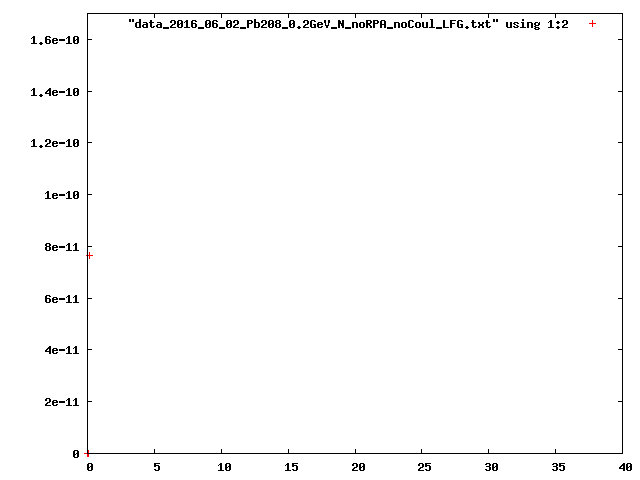 "data_2016_06_02_Pb208_0.2GeV_N_noRPA_noCoul_LFG.txt" using 1:2
1.6e-10
1.4e-10
1.2e-10
1e-10
8e-11
6e-11
4e-11
2e-11
0
0 5 10 15 20 25 30 35 40